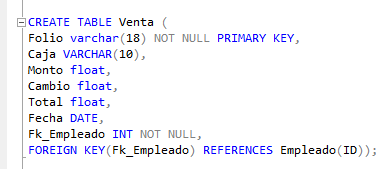 CREATE TABLE Venta (
Folio varchar(18) NOT NULL PRIMARY KEY,
Caja VARCHAR(10),
Monto float,
Cambio float,
Total float,
Fecha DATE,
Fk_Empleado INT NOT NULL,
FOREIGN KEY(Fk_Empleado) REFERENCES Empleado(ID));